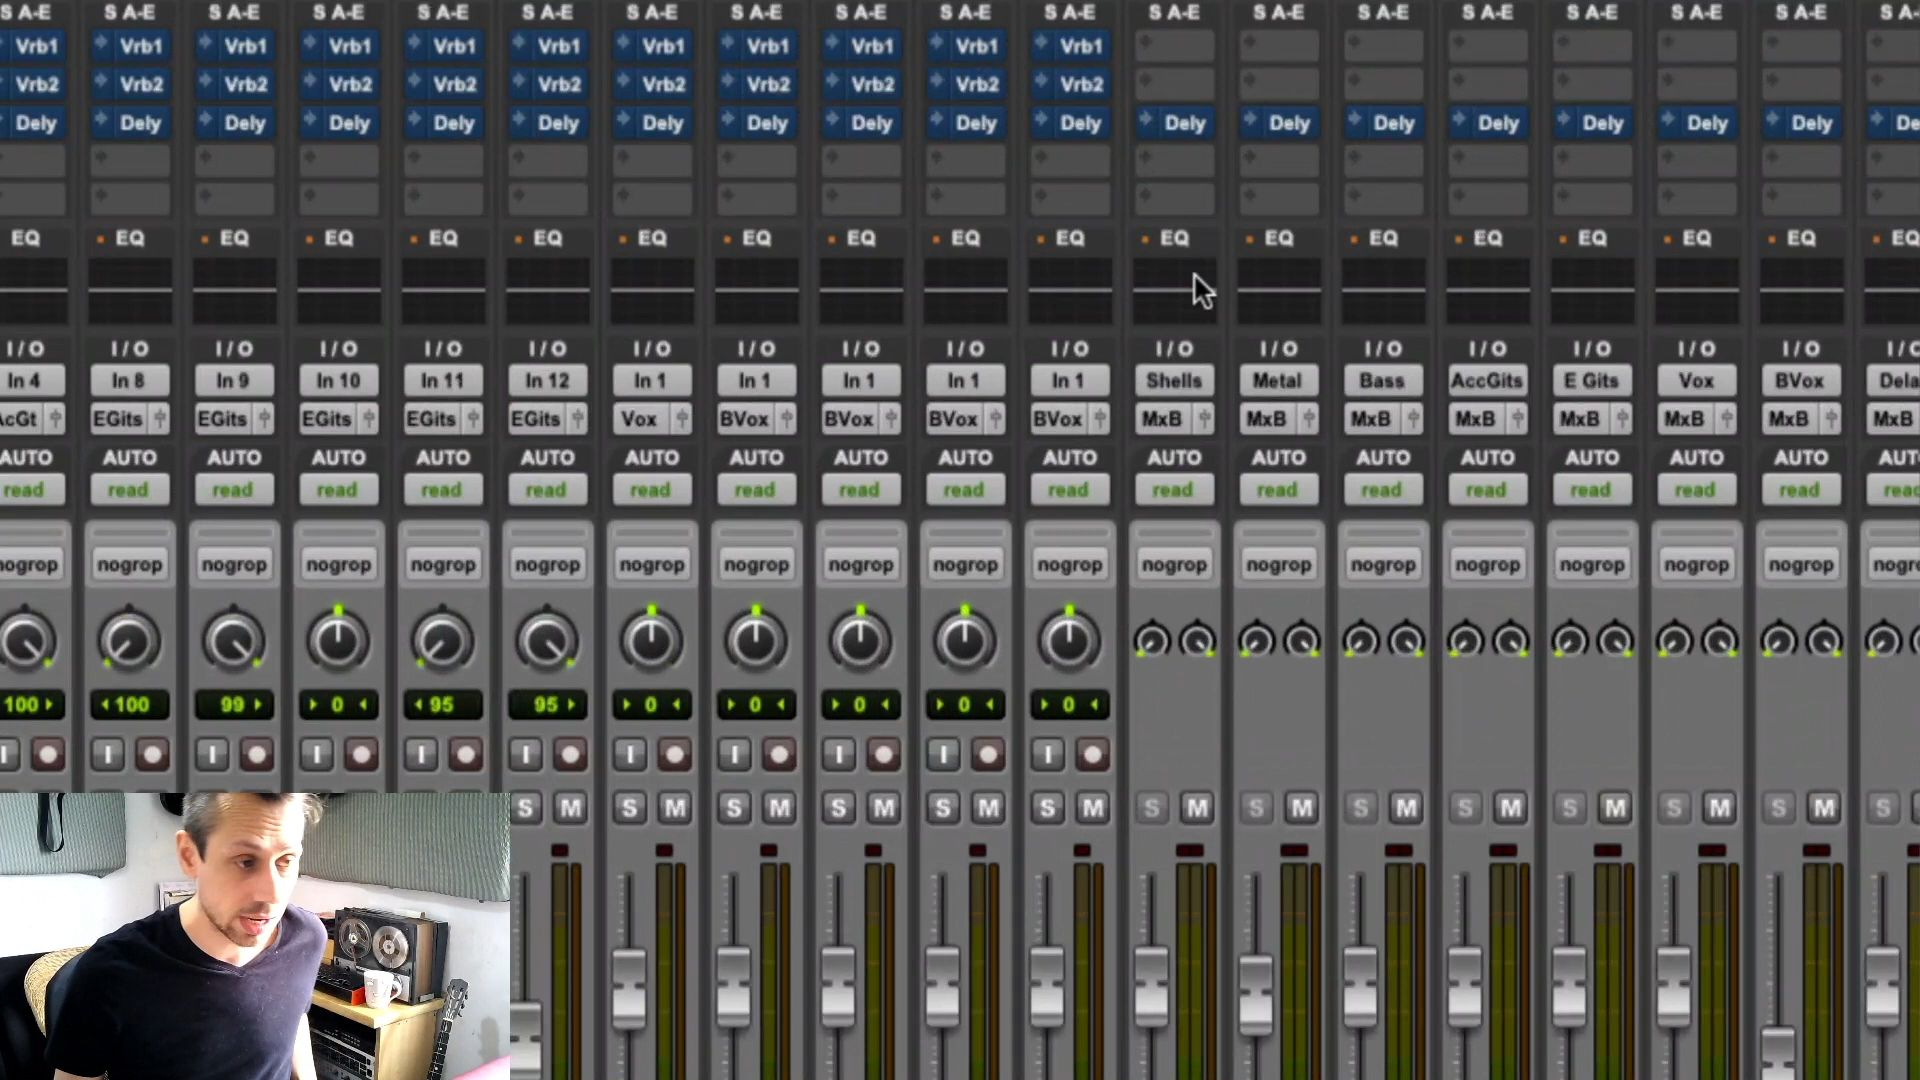 S A-E S A-E S A-E S A-E S A-E S A-E S A-E S A-E S A-E S A-E S A-E S A-E S A-E S A-E S A-E S A-E S A-E S A-E S A-
Vrb1 Vrb1 Vrb1 Vrb1 Vrb1 Vrb1 Vrb1 Vrb1 Vrb1 Vrb1 Vrb1
Vrb2 Vrb2 Vrb2 Vrb2 Vrb2 Vrb2 Vrb2 Vrb2 Vrb2 Vrb2 Vrb2
Dely Dely Dely Dely Dely Dely Dely Dely Dely Dely Dely Dely Dely Dely Dely Dely Dely Dely De
EQ EQ EQ EQ EQ EQ EQ EQ EQ EQ EQ EQ EQ EQ EQ EQ EQ EQ EQ
I / O I / O I / O I / O I / O I / O I / O I / O I / O I / O I / O I / O I / O I / O I / O I / O I / O I / O I / O
In 4 In 8 In 9 In 10 In 11 In 12 In 1 In 1 In 1 In 1 In 1 Shells Metal Bass AccGits E Gits Vox BVox Dela
AcGt EGits EGits EGits EGits EGits Vox BVox BVox BVox BVox MxB MxB MxB MxB MxB MxB MxB MxB
AUTO AUTO AUTO AUTO AUTO AUTO AUTO AUTO AUTO AUTO AUTO AUTO AUTO AUTO AUTO AUTO AUTO AUTO AUT
read read read read read read read read read read read read read read read read read read read
nogrop nogrop nogrop nogrop nogrop nogrop nogrop nogrop nogrop nogrop nogrop nogrop nogrop nogrop nogrop nogrop nogrop nogrop nogro
100 100 99 0 95 95 0 0 0 0 0
I I I I I I I I I I I
S M S M S M S M S M S M S M S M S M S M S M S M S M S